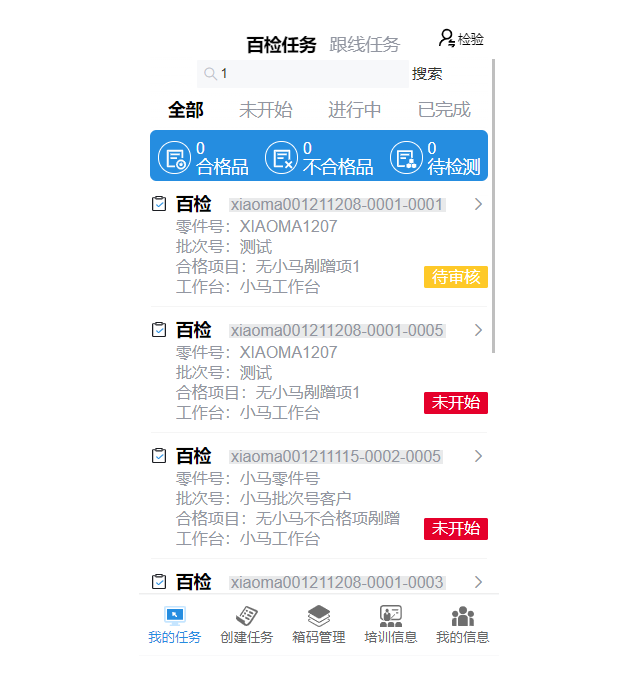 百检任务 跟线任务 检验
1 搜索
全部 未开始 进行中 已完成
0 0 0
合格品 不合格品 待检测
百检 xiaoma001211208-0001-0001
零件号：XIAOMA1207
批次号：测试
合格项目：无小马剐蹭项1
待审核
工作台：小马工作台
百检 xiaoma001211208-0001-0005
零件号：XIAOMA1207
批次号：测试
合格项目：无小马剐蹭项1
未开始
工作台：小马工作台
百检 xiaoma001211115-0002-0005
零件号：小马零件号
批次号：小马批次号客户
合格项目：无小马不合格项剐蹭
未开始
工作台：小马工作台
百检 xiaoma001211208-0001-0003
我的任务 创建任务 箱码管理 培训信息 我的信息